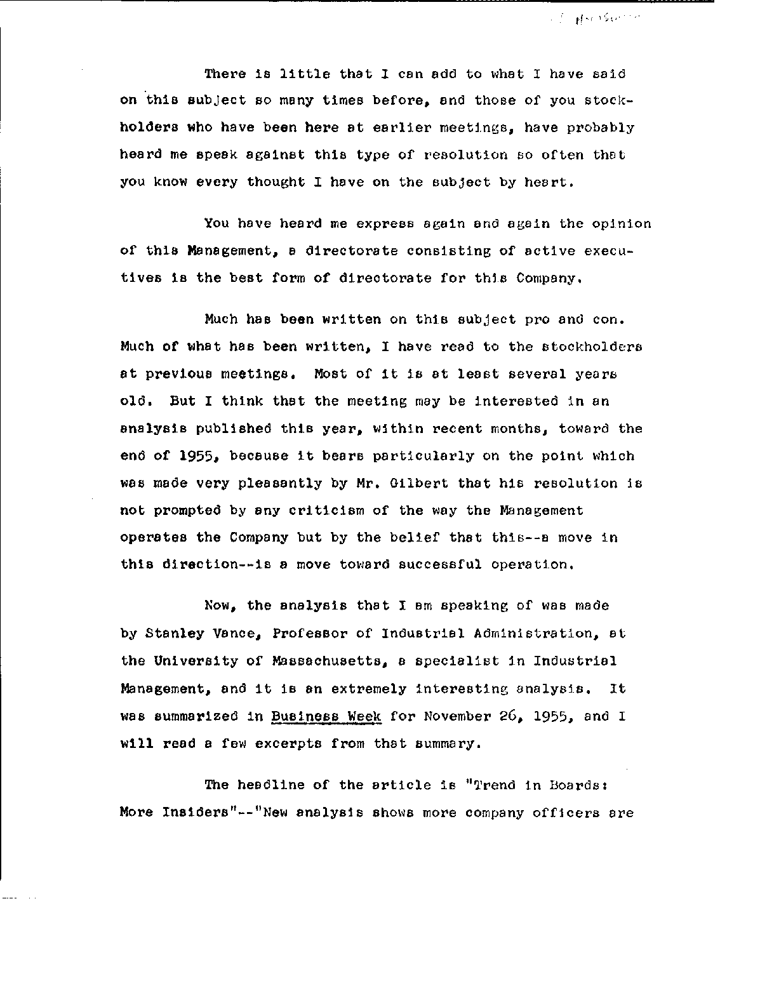 There is little that I can add to what I have said
on this subject so many times before, and those of you stock-
holders who have been here at earlier meetings, have probably
heard me speak against this type of resolution so often that
you know every thought I have on the subject by heart.
You have heard me express again and again the opinion
of this Management, a directorate consisting of active execu-
tives is the best form of directorate for this Company.
Much has been written on this subject pro and con.
Much of what has been written, I have read to the stockholders
at previous meetings. Most of it is at least several years
old. But I think that the meeting may be interested in an
analysis published this year, within recent months, toward the
end of 1955, because it bears particularly on the point which
was made very pleasantly by Mr. Gilbert that his resolution is
not prompted by any criticism of the way the Management
operates the Company but by the belief that this--a move in
this direction--is a move toward successful operation.
Now, the analysis that I am speaking of was made
by Stanley Vance, Professor of Industrial Administration, at
the University of Massachusetts, a specialist in Industrial
Management, and it is an extremely interesting analysis. It
was summarized in Business Week for November 26, 1955, and I
will read a few excerpts from that summary.
The headline of the article is "Trend in Boards:
More Insiders"--"New analysis shows more company officers are